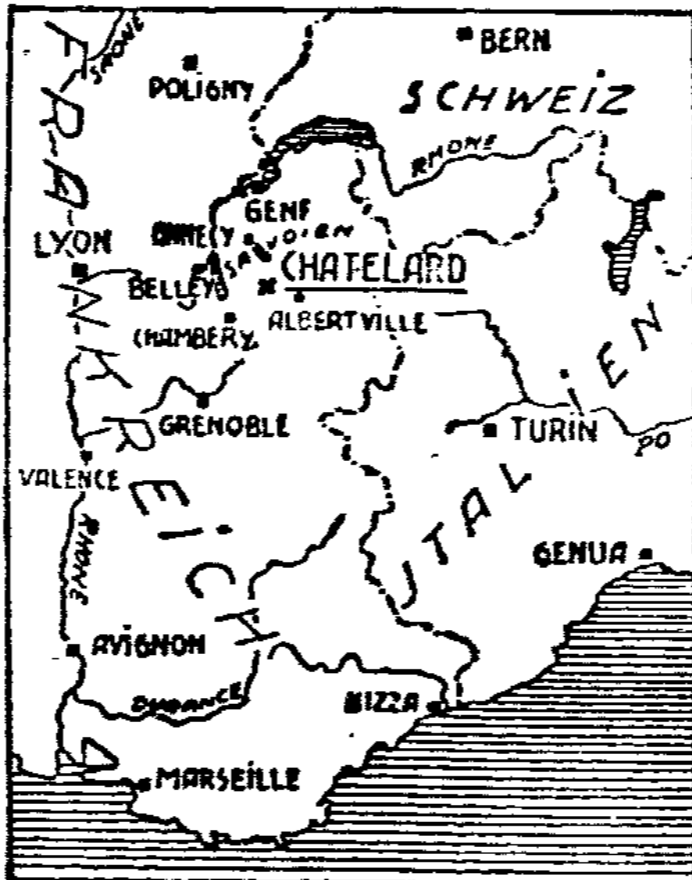 FRANKREICH
SAONE
BERN
POLIGNY
SCHWEIZ
RHONE
GENF
ANNECY
SAVOIEN
LYON
BELLEY
CHATELARD
ALBERTVILLE
CHAMBERY
GRENOBLE
TURIN
PO
VALENCE
ITALIEN
RHONE
GENUA
AVIGNON
DURANCE
NIZZA
MARSEILLE